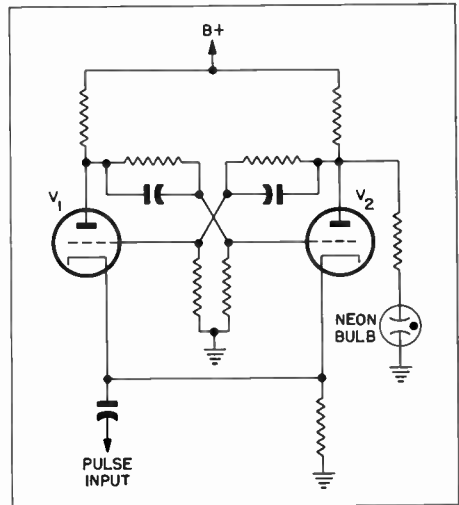 B+
V1
V2
NEON
BULB
PULSE
INPUT